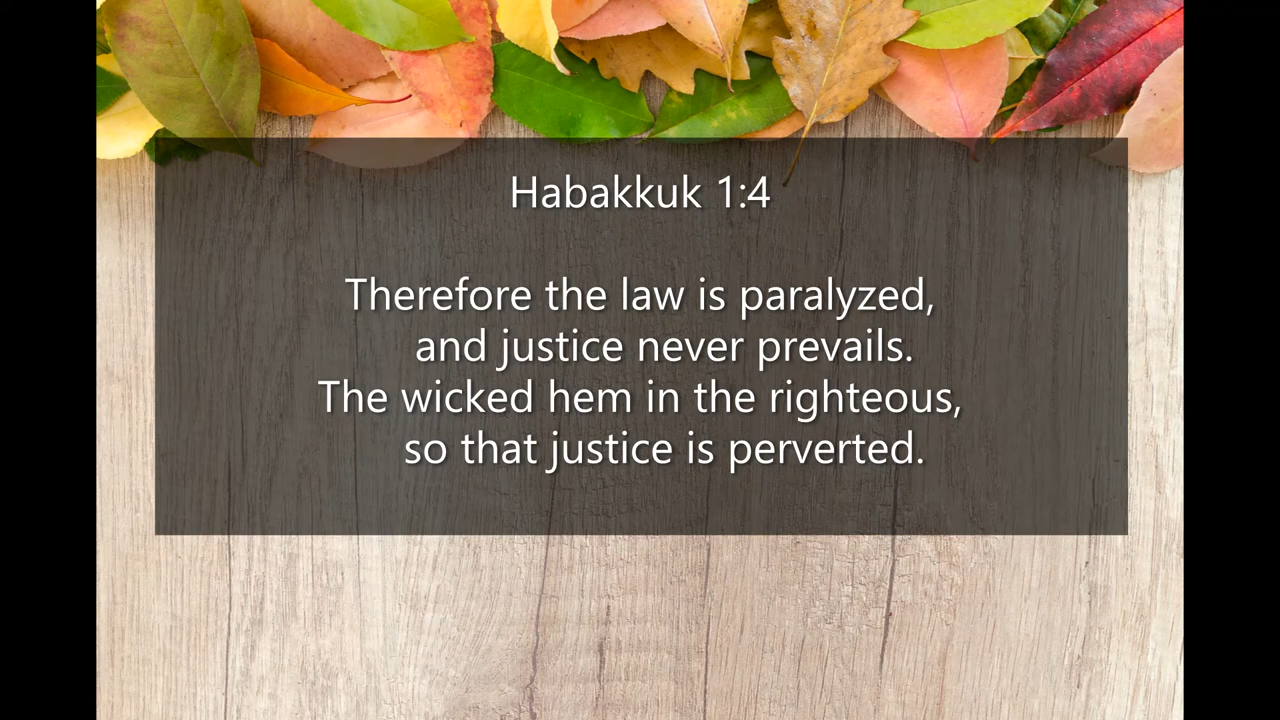 Habakkuk 1:4
Therefore the law is paralyzed,
and justice never prevails.
The wicked hem in the righteous,
so that justice is perverted.